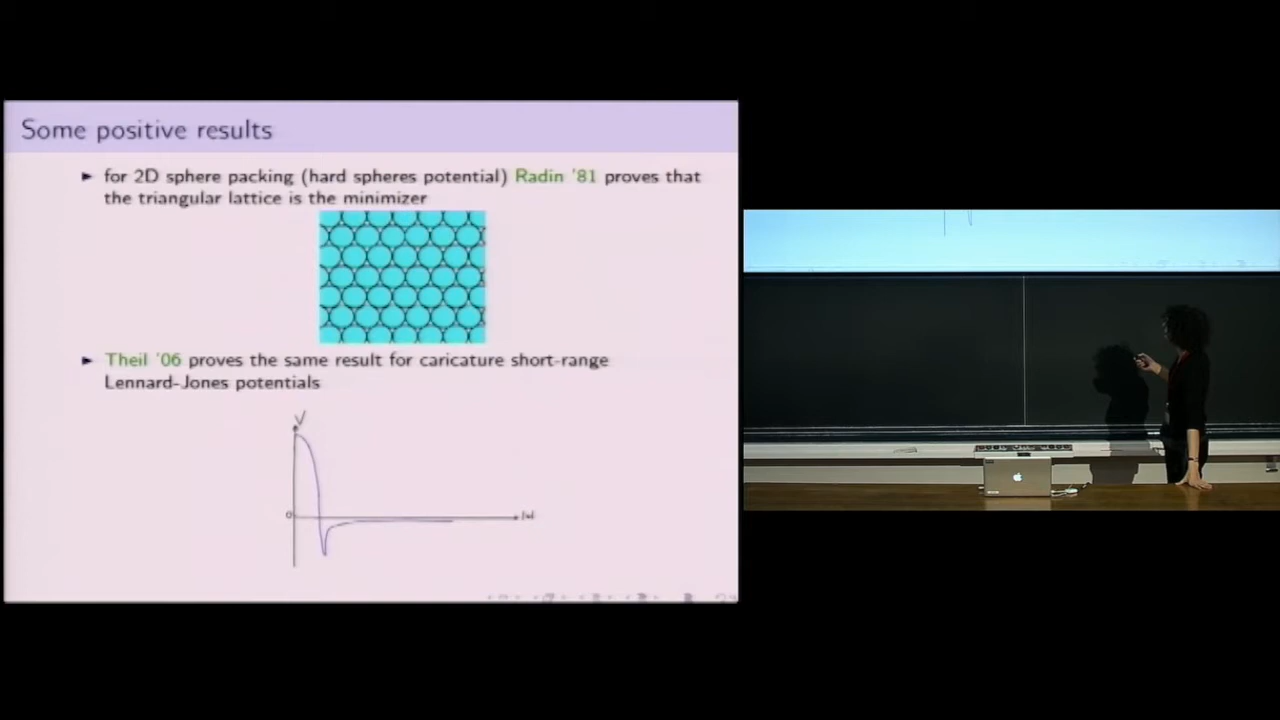 Some positive results
▶ for 2D sphere packing (hard spheres potential) Radin '81 proves that
the triangular lattice is the minimizer
▶ Theil '06 proves the same result for caricature short-range
Lennard-Jones potentials
V
0